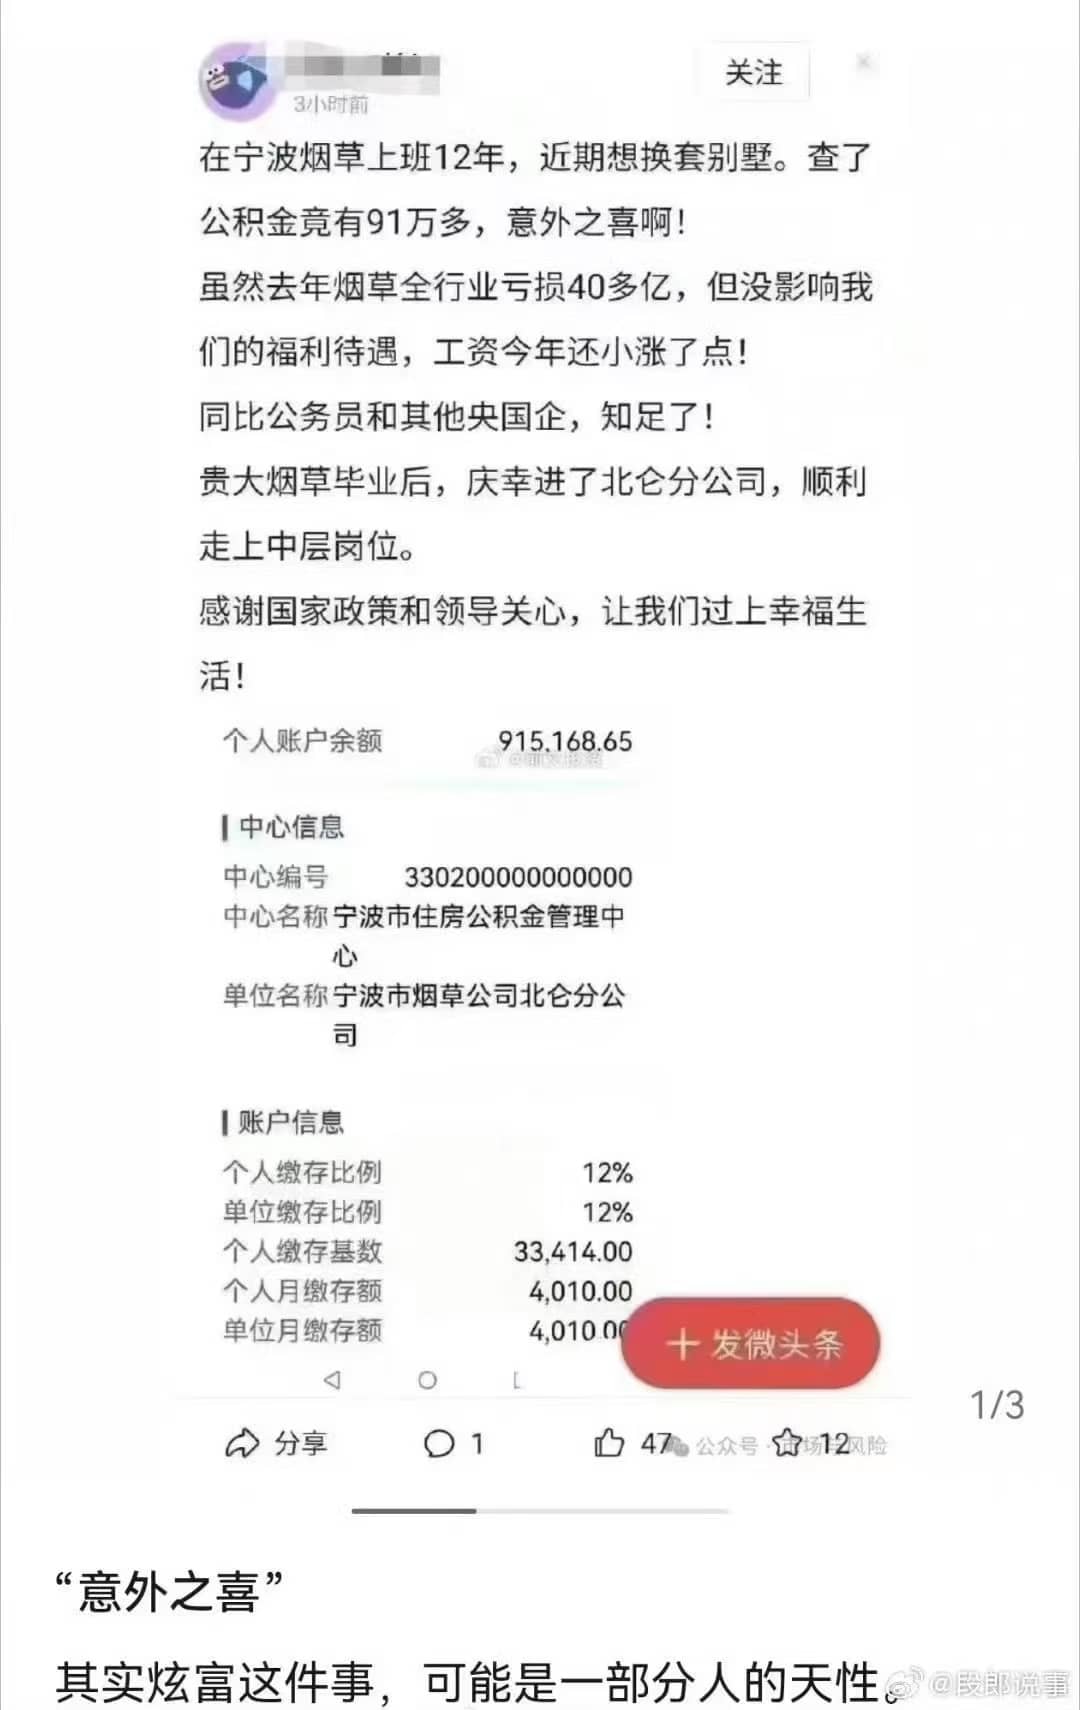 关注
3小时前
在宁波烟草上班12年，近期想换套别墅。查了
公积金竟有91万多，意外之喜啊！
虽然去年烟草全行业亏损40多亿，但没影响我
们的福利待遇，工资今年还小涨了点！
同比公务员和其他央国企，知足了！
贵大烟草毕业后，庆幸进了北仑分公司，顺利
走上中层岗位。
感谢国家政策和领导关心，让我们过上幸福生
活！
个人账户余额 915,168.65
中心信息
中心编号 330200000000000
中心名称 宁波市住房公积金管理中
心
单位名称 宁波市烟草公司北仑分公
司
账户信息
个人缴存比例 12%
单位缴存比例 12%
个人缴存基数 33,414.00
个人月缴存额 4,010.00
单位月缴存额 4,010.00
发微头条
1/3
分享 1 47 12
公众号·市场与风险
“意外之喜”
其实炫富这件事，可能是一部分人的天性。
@段郎说事